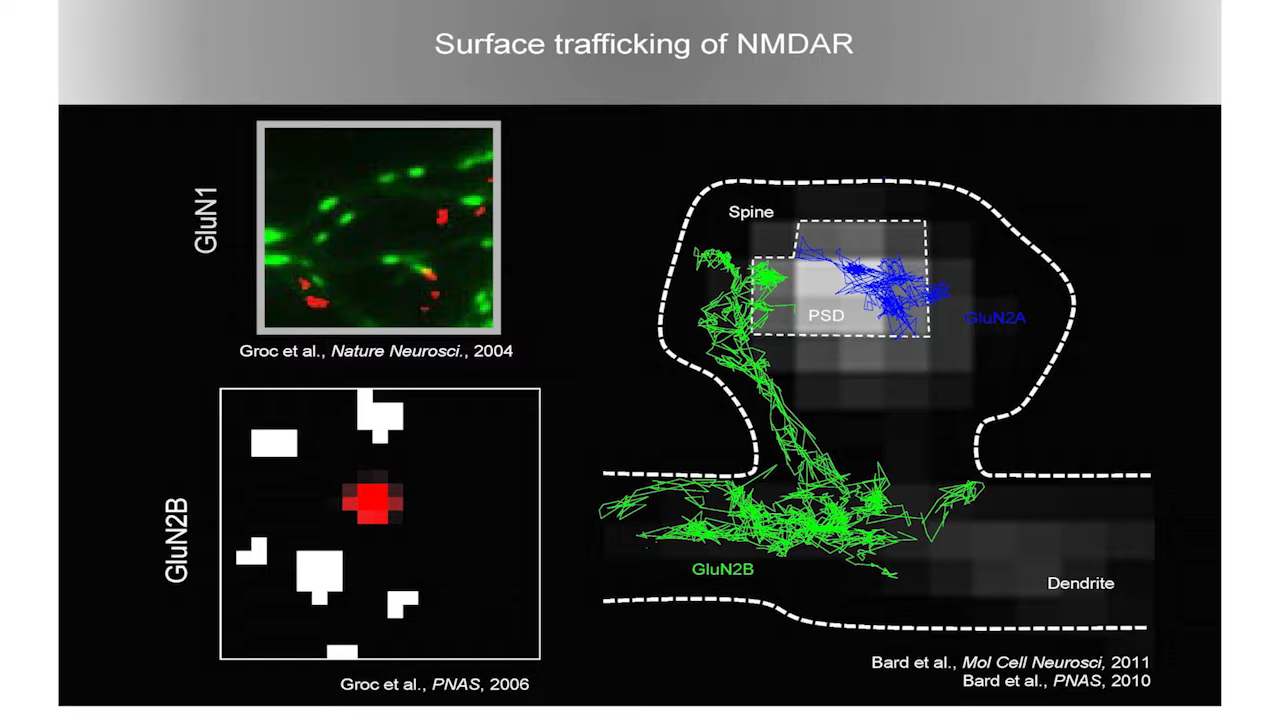 Surface trafficking of NMDAR
GluN1
Groc et al., Nature Neurosci., 2004
GluN2B
Groc et al., PNAS, 2006
Spine
PSD
GluN2A
GluN2B
Dendrite
Bard et al., Mol Cell Neurosci, 2011
Bard et al., PNAS, 2010